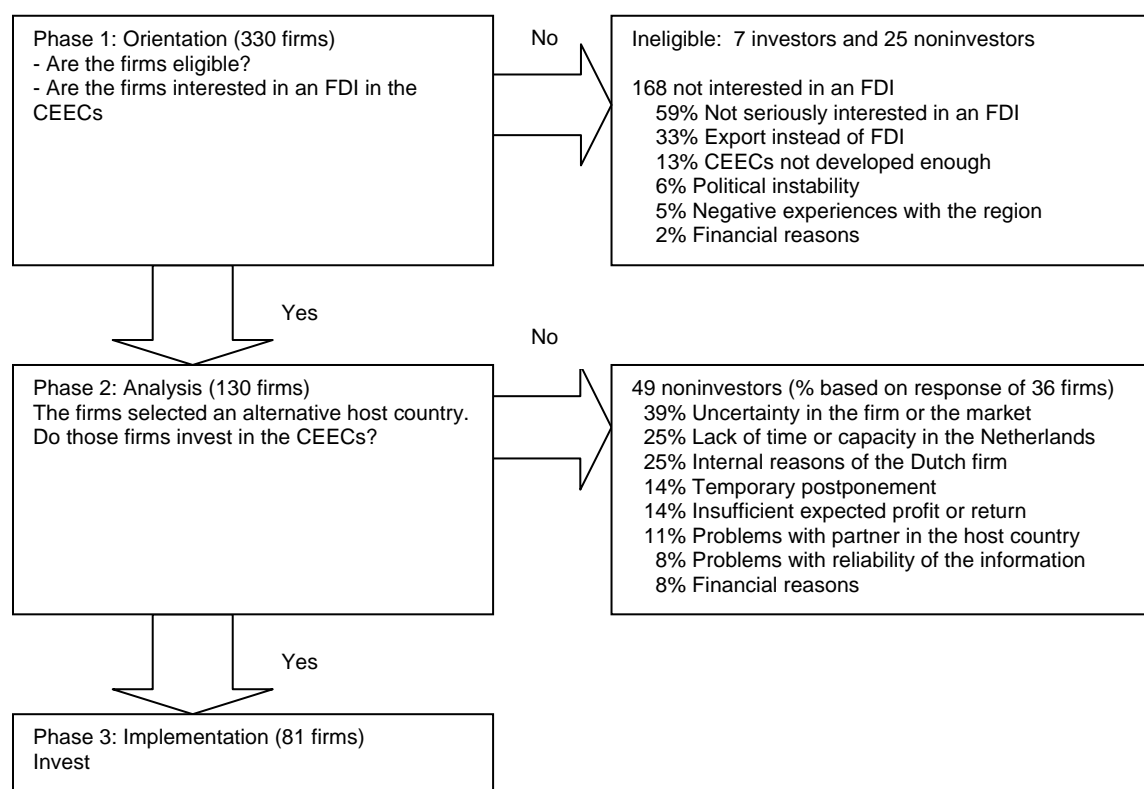 Phase 1: Orientation (330 firms)
- Are the firms eligible?
- Are the firms interested in an FDI in the
CEECs
No
Ineligible:  7 investors and 25 noninvestors
168 not interested in an FDI
59% Not seriously interested in an FDI
33% Export instead of FDI
13% CEECs not developed enough
6% Political instability
5% Negative experiences with the region
2% Financial reasons
Yes
Phase 2: Analysis (130 firms)
The firms selected an alternative host country.
Do those firms invest in the CEECs?
No
49 noninvestors (% based on response of 36 firms)
39% Uncertainty in the firm or the market
25% Lack of time or capacity in the Netherlands
25% Internal reasons of the Dutch firm
14% Temporary postponement
14% Insufficient expected profit or return
11% Problems with partner in the host country
8% Problems with reliability of the information
8% Financial reasons
Yes
Phase 3: Implementation (81 firms)
Invest